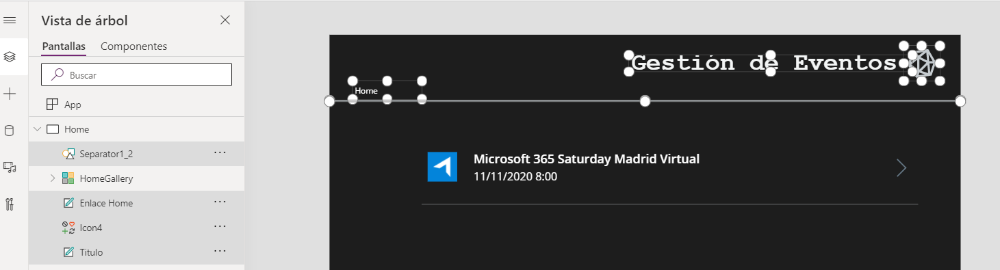 Vista de árbol
Pantallas Componentes
Buscar
App
Home
Separator1_2
HomeGallery
Enlace Home
Icon4
Titulo
Gestión de Eventos
Home
Microsoft 365 Saturday Madrid Virtual
11/11/2020 8:00